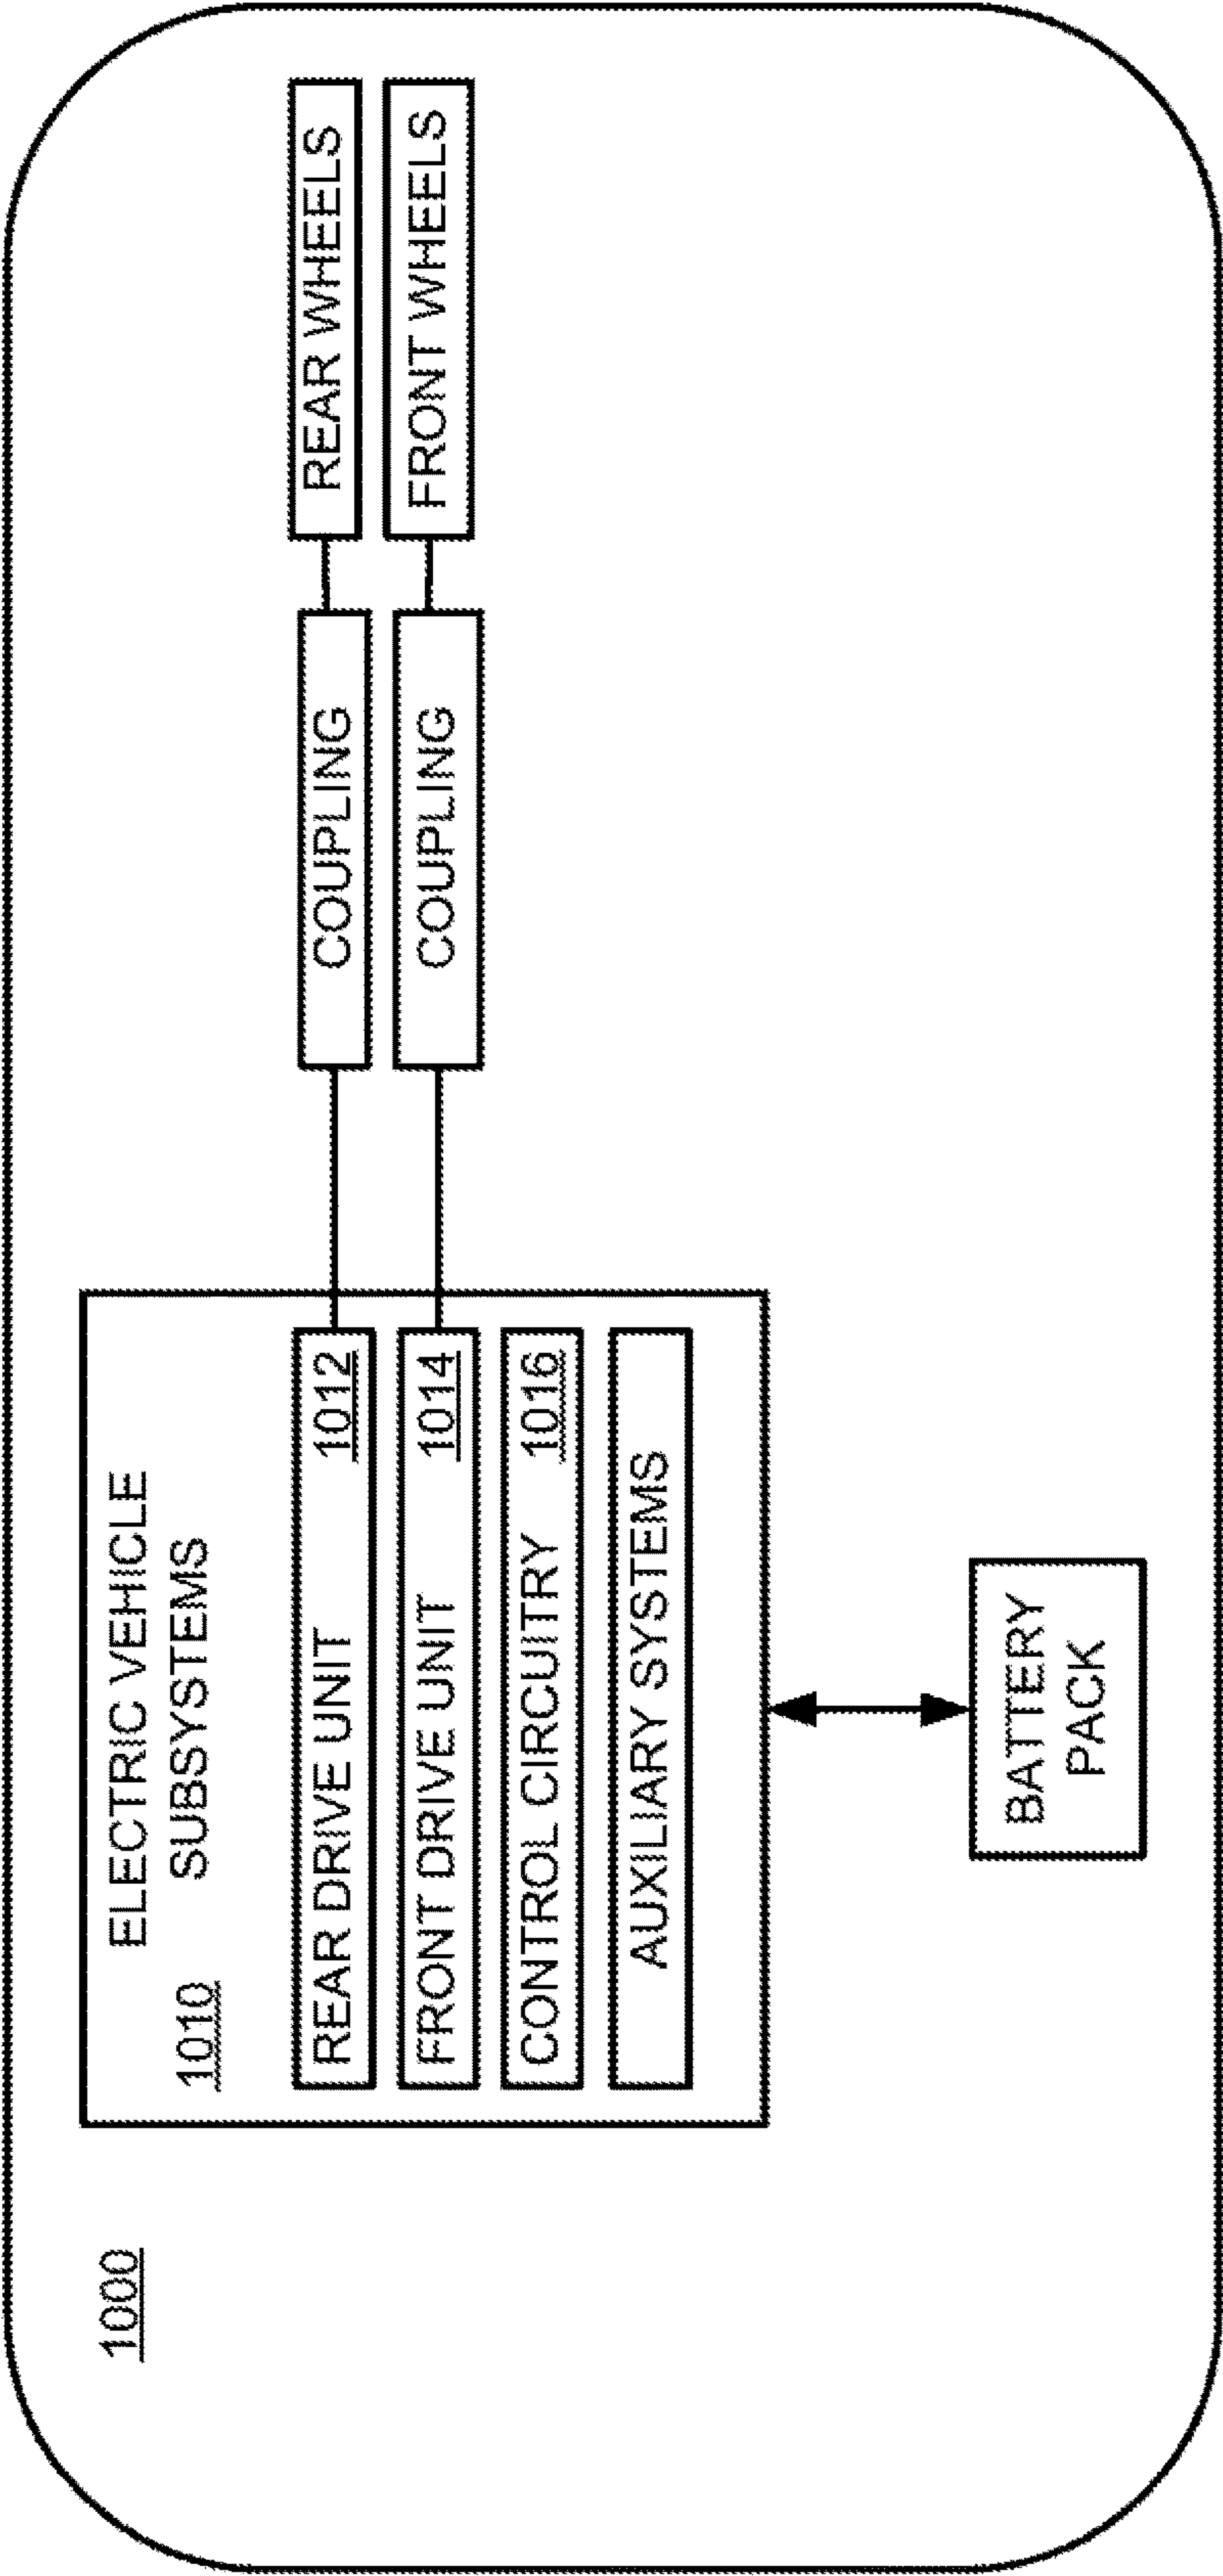 1000
ELECTRIC VEHICLE
1010 SUBSYSTEMS
REAR DRIVE UNIT 1012
FRONT DRIVE UNIT 1014
CONTROL CIRCUITRY 1016
AUXILIARY SYSTEMS
COUPLING
REAR WHEELS
COUPLING
FRONT WHEELS
BATTERY
PACK